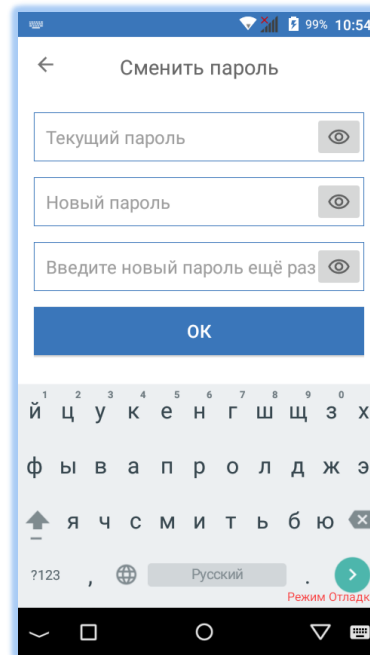 99% 10:54
Сменить пароль
Текущий пароль
Новый пароль
Введите новый пароль ещё раз
ОК
1 2 3 4 5 6 7 8 9 0
й ц у к е н г ш щ з х
ф ы в а п р о л д ж э
я ч с м и т ь б ю
?123 , Русский .
Режим Отладк